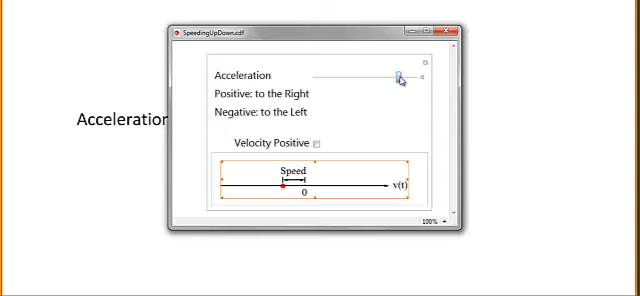 SpeedingUpDown.cdf
Acceleration
Positive: to the Right
Negative: to the Left
Acceleration
Velocity Positive
Speed
v(t)
0
100%